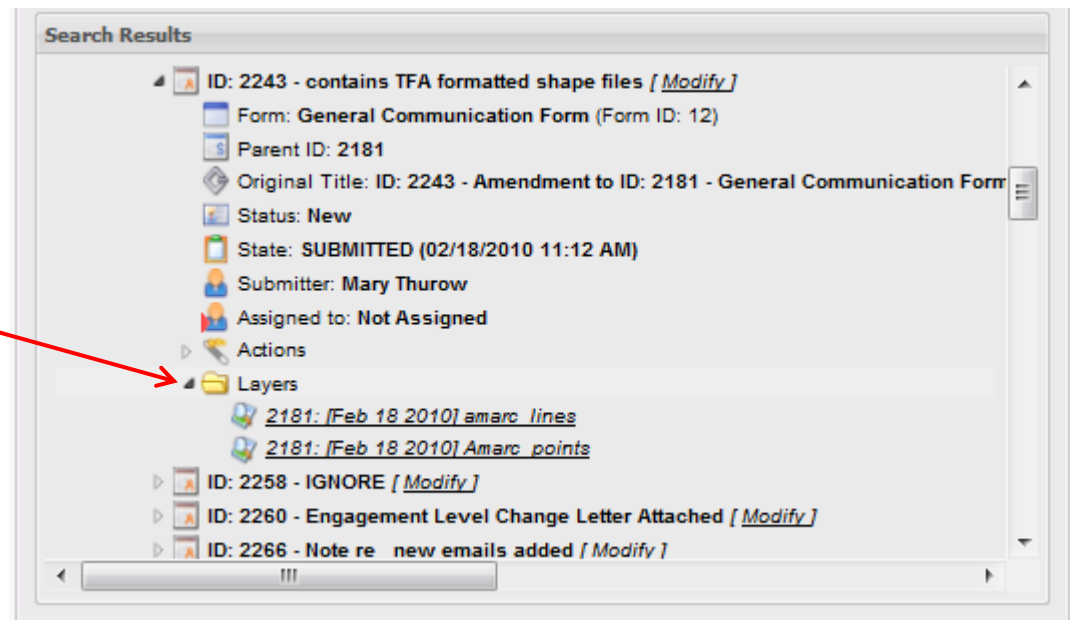 Search Results
ID: 2243 - contains TFA formatted shape files [ Modify ]
Form: General Communication Form (Form ID: 12)
Parent ID: 2181
Original Title: ID: 2243 - Amendment to ID: 2181 - General Communication Form
Status: New
State: SUBMITTED (02/18/2010 11:12 AM)
Submitter: Mary Thurow
Assigned to: Not Assigned
Actions
Layers
2181: [Feb 18 2010] amarc_lines
2181: [Feb 18 2010] Amarc_points
ID: 2258 - IGNORE [ Modify ]
ID: 2260 - Engagement Level Change Letter Attached [ Modify ]
ID: 2266 - Note re new emails added [ Modify ]